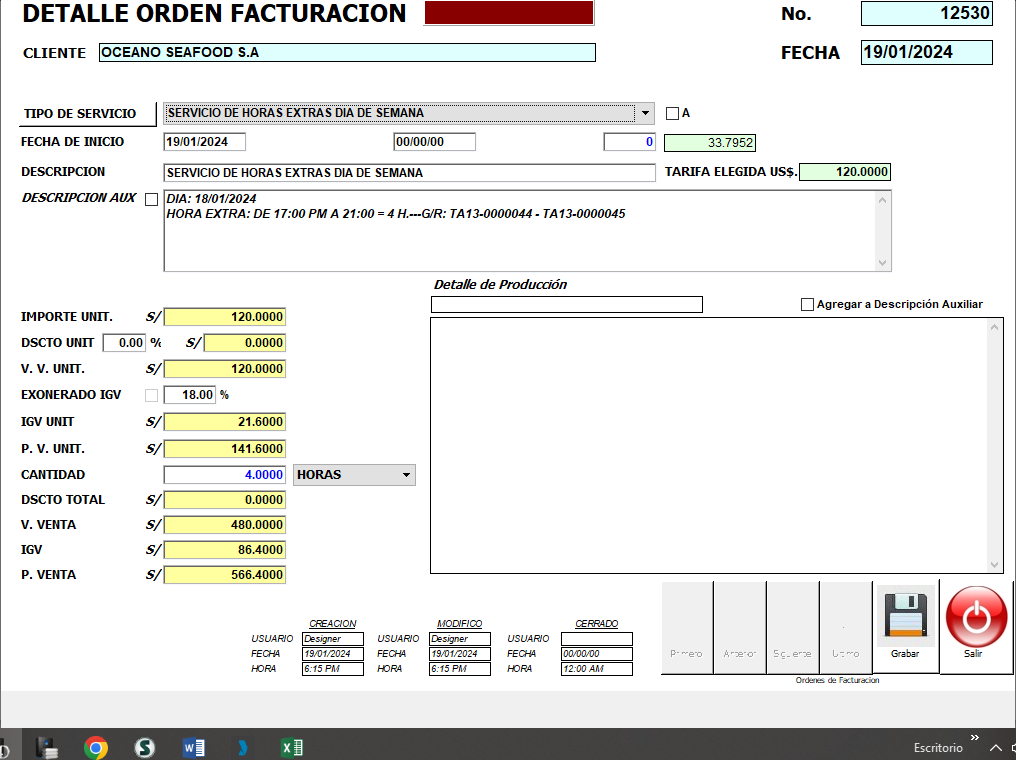 DETALLE ORDEN FACTURACION
No. 12530
CLIENTE OCEANO SEAFOOD S.A
FECHA 19/01/2024
TIPO DE SERVICIO SERVICIO DE HORAS EXTRAS DIA DE SEMANA A
FECHA DE INICIO 19/01/2024 00/00/00 0 33.7952
DESCRIPCION SERVICIO DE HORAS EXTRAS DIA DE SEMANA TARIFA ELEGIDA US$. 120.0000
DESCRIPCION AUX DIA: 18/01/2024
HORA EXTRA: DE 17:00 PM A 21:00 = 4 H.---G/R: TA13-0000044 - TA13-0000045
Detalle de Producción
Agregar a Descripción Auxiliar
IMPORTE UNIT. S/ 120.0000
DSCTO UNIT 0.00 % S/ 0.0000
V. V. UNIT. S/ 120.0000
EXONERADO IGV 18.00 %
IGV UNIT S/ 21.6000
P. V. UNIT. S/ 141.6000
CANTIDAD 4.0000 HORAS
DSCTO TOTAL S/ 0.0000
V. VENTA S/ 480.0000
IGV S/ 86.4000
P. VENTA S/ 566.4000
CREACION MODIFICO CERRADO
USUARIO Designer USUARIO Designer USUARIO
FECHA 19/01/2024 FECHA 19/01/2024 FECHA 00/00/00
HORA 6:15 PM HORA 6:15 PM HORA 12:00 AM
Primero Anterior Siguiente Ultimo Grabar Salir
Ordenes de Facturacion
Escritorio